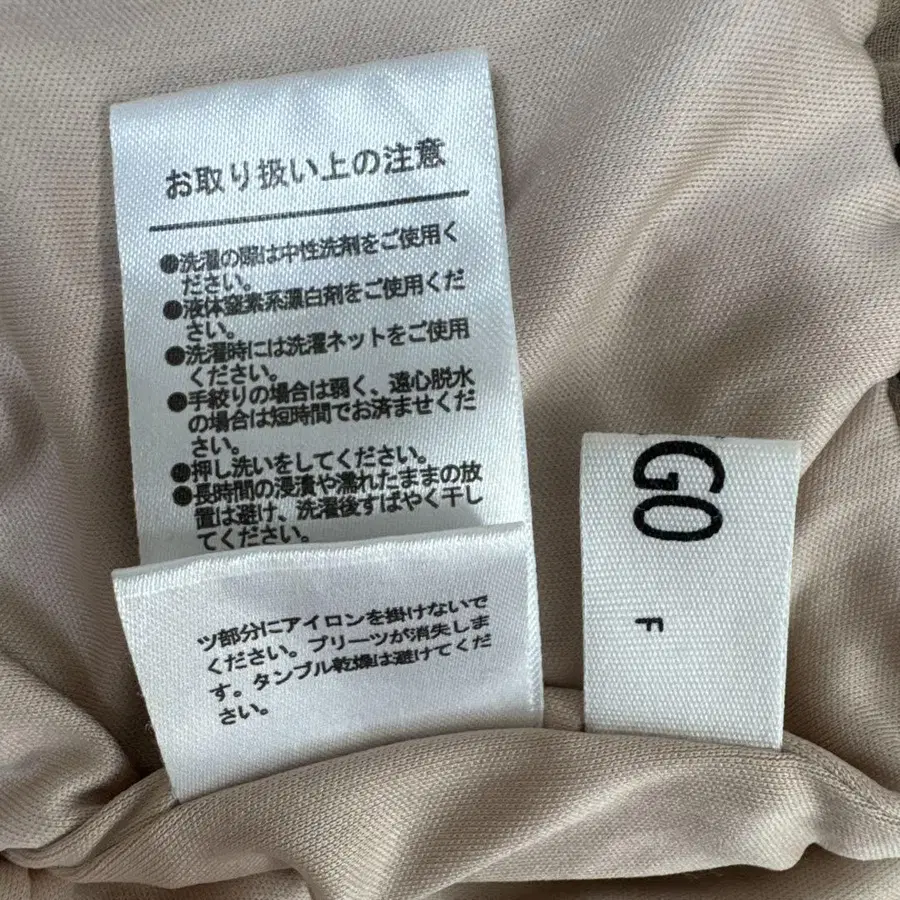 お取り扱い上の注意
●洗濯の際は中性洗剤をご使用く
ださい。
●液体窒素系漂白剤をご使用くだ
さい。
●洗濯時には洗濯ネットをご使用
ください。
●手絞りの場合は弱く、遠心脱水
の場合は短時間でお済ませくだ
さい。
●押し洗いをしてください。
●長時間の浸漬や濡れたままの放
置は避け、洗濯後すばやく干し
てください。
ツ部分にアイロンを掛けないで
ください。プリーツが消失しま
す。タンブル乾燥は避けてくだ
さい。
GO
F